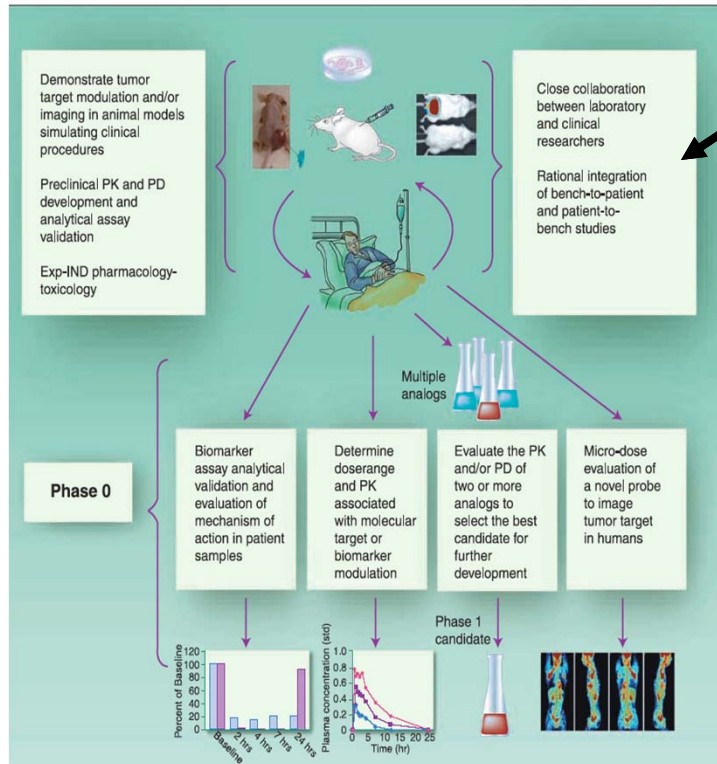 Demonstrate tumor
target modulation and/or
imaging in animal models
simulating clinical
procedures
Preclinical PK and PD
development and
analytical assay
validation
Exp-IND pharmacology-
toxicology
Close collaboration
between laboratory
and clinical
researchers
Rational integration
of bench-to-patient
and patient-to-
bench studies
Multiple
analogs
Phase 0
Biomarker
assay analytical
validation and
evaluation of
mechanism of
action in patient
samples
Determine
doserange
and PK
associated
with molecular
target or
biomarker
modulation
Evaluate the PK
and/or PD of
two or more
analogs to
select the best
candidate for
further
development
Micro-dose
evaluation of
a novel probe
to image
tumor target
in humans
Percent of Baseline
120
100
80
60
40
20
0
Baseline
2 hrs
4 hrs
7 hrs
24 hrs
Plasma concentration (std)
1.0
0.8
0.6
0.4
0.2
0
0 5 10 15 20 25
Time (hr)
Phase 1
candidate